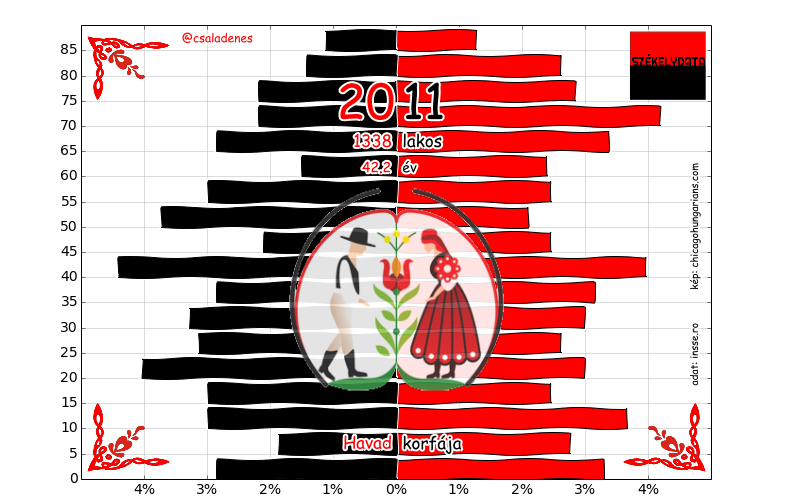 @csaladenes
SZÉKELYDATA
2011
1338 lakos
42.2 év
Havad korfája
kép: chicagohungarians.com
adat: insse.ro
85
80
75
70
65
60
55
50
45
40
35
30
25
20
15
10
5
0
4% 3% 2% 1% 0% 1% 2% 3% 4%